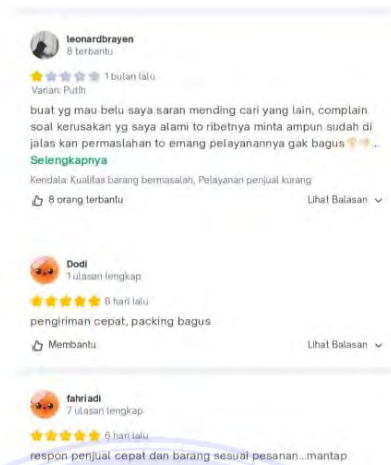 leonardbrayen
8 terbantu
1 bulan lalu
Varian: Putih
buat yg mau belu saya saran mending cari yang lain, complain
soal kerusakan yg saya alami to ribetnya minta ampun sudah di
jelas kan permaslahan to emang pelayanannya gak bagus👎👎...
Selengkapnya
Kendala: Kualitas barang bermasalah, Pelayanan penjual kurang
8 orang terbantu
Lihat Balasan
Dodi
1 ulasan lengkap
6 hari lalu
pengiriman cepat, packing bagus
Membantu
Lihat Balasan
fahriadi
7 ulasan lengkap
6 hari lalu
respon penjual cepat dan barang sesuai pesanan...mantap